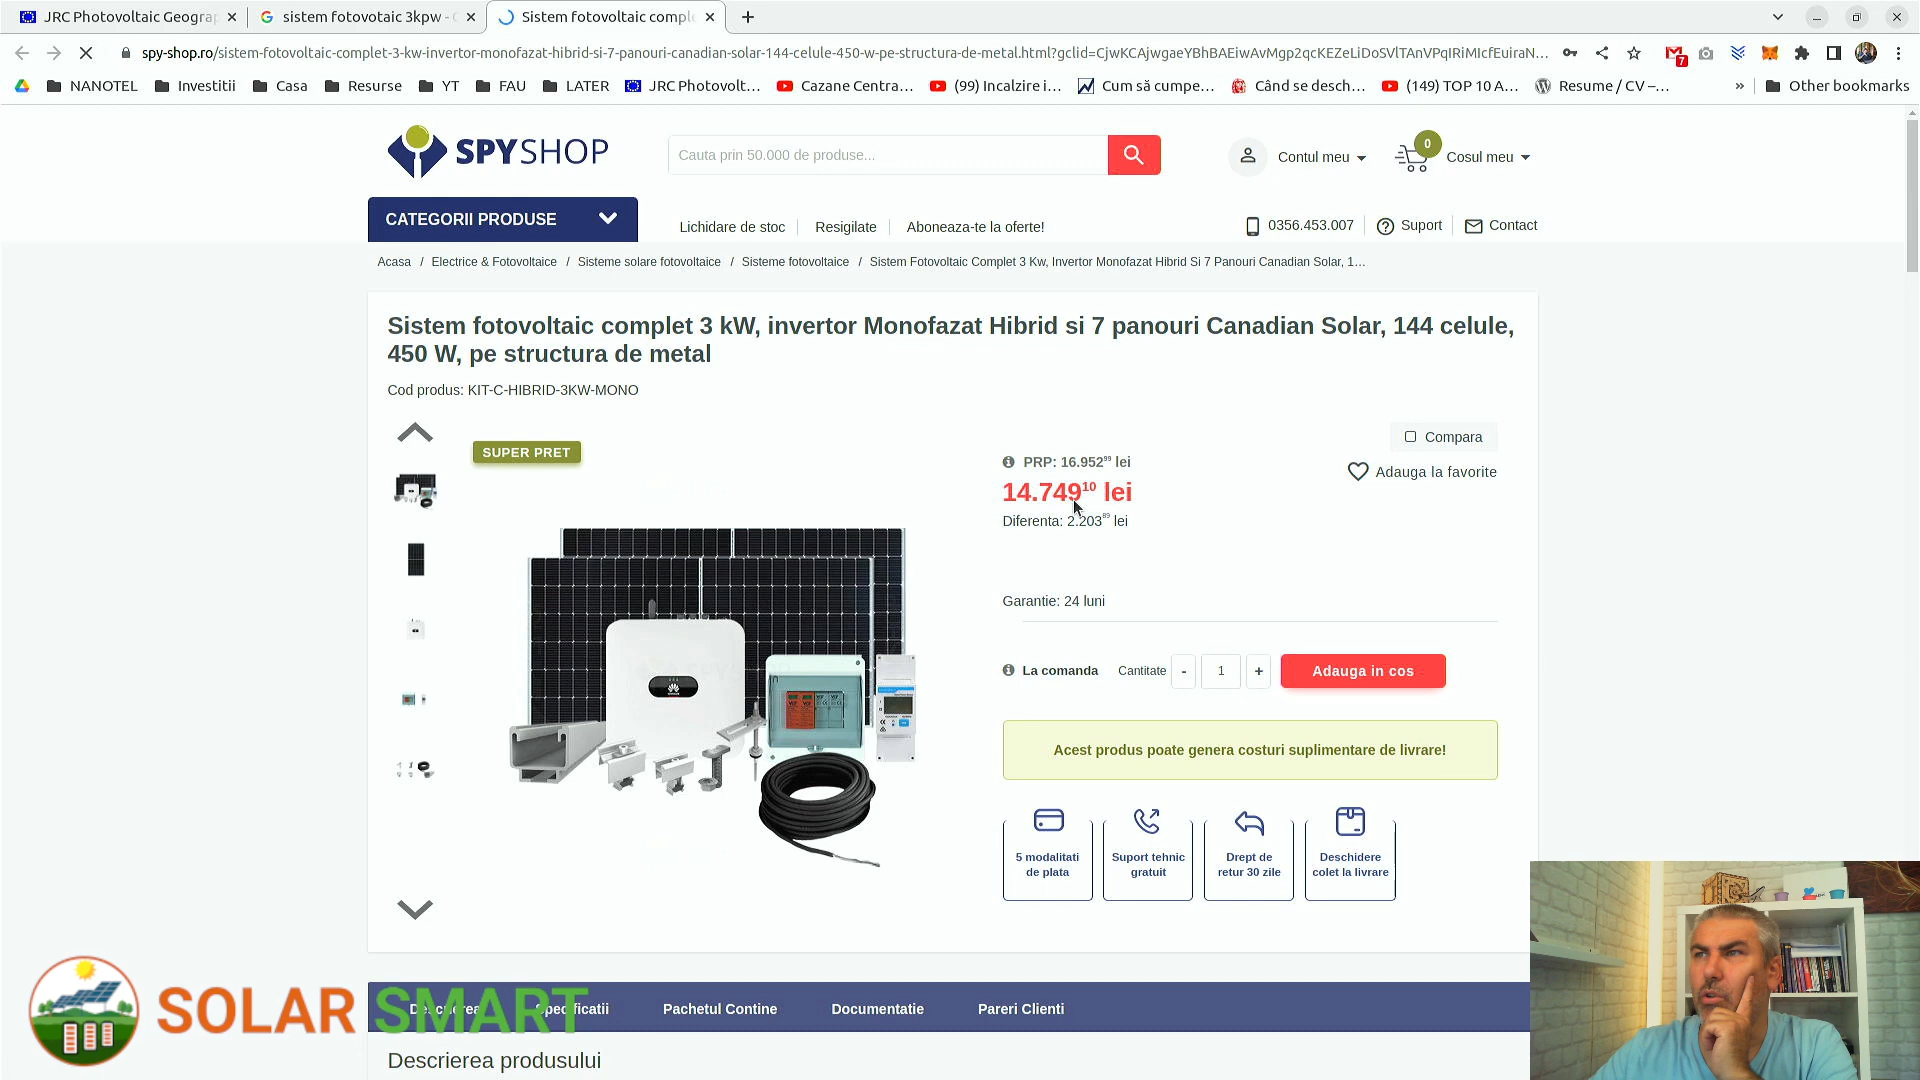 JRC Photovoltaic Geograp
sistem fotovotaic 3kpw - G
Sistem fotovoltaic compl
spy-shop.ro/sistem-fotovoltaic-complet-3-kw-invertor-monofazat-hibrid-si-7-panouri-canadian-solar-144-celule-450-w-pe-structura-de-metal.html?gclid=CjwKCAjwgaeYBhBAEiwAvMgp2qcKEZeLiDoSVlTAnVPqIRiMIcfEuiraN...
7
NANOTEL
Investitii
Casa
Resurse
YT
FAU
LATER
JRC Photovolt...
Cazane Centra...
(99) Incalzire i...
Cum să cumpe...
Când se desch...
(149) TOP 10 A...
Resume / CV –...
»
Other bookmarks
SPYSHOP
Cauta prin 50.000 de produse...
Contul meu
0
Cosul meu
CATEGORII PRODUSE
Lichidare de stoc
Resigilate
Aboneaza-te la oferte!
0356.453.007
Suport
Contact
Acasa / Electrice & Fotovoltaice / Sisteme solare fotovoltaice / Sisteme fotovoltaice / Sistem Fotovoltaic Complet 3 Kw, Invertor Monofazat Hibrid Si 7 Panouri Canadian Solar, 1...
Sistem fotovoltaic complet 3 kW, invertor Monofazat Hibrid si 7 panouri Canadian Solar, 144 celule,
450 W, pe structura de metal
Cod produs: KIT-C-HIBRID-3KW-MONO
SUPER PRET
Compara
PRP: 16.952⁹⁹ lei
Adauga la favorite
14.749¹⁰ lei
Diferenta: 2.203⁸⁹ lei
Garantie: 24 luni
La comanda
Cantitate
-
1
+
Adauga in cos
SPYSHOP
Acest produs poate genera costuri suplimentare de livrare!
5 modalitati
de plata
Suport tehnic
gratuit
Drept de
retur 30 zile
Deschidere
colet la livrare
SOLAR SMART
Descrierea
Specificatii
Pachetul Contine
Documentatie
Pareri Clienti
Descrierea produsului